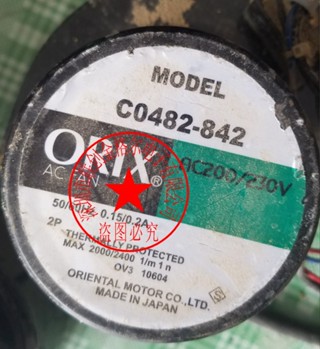 MODEL
C0482-842
ORIX®
AC FAN
AC200/230V
50/60Hz 0.15/0.2A
2P
THERMALLY PROTECTED
MAX 2000/2400 1/m 1n
OV3 10604
ORIENTAL MOTOR CO.,LTD.
MADE IN JAPAN
盗图必究